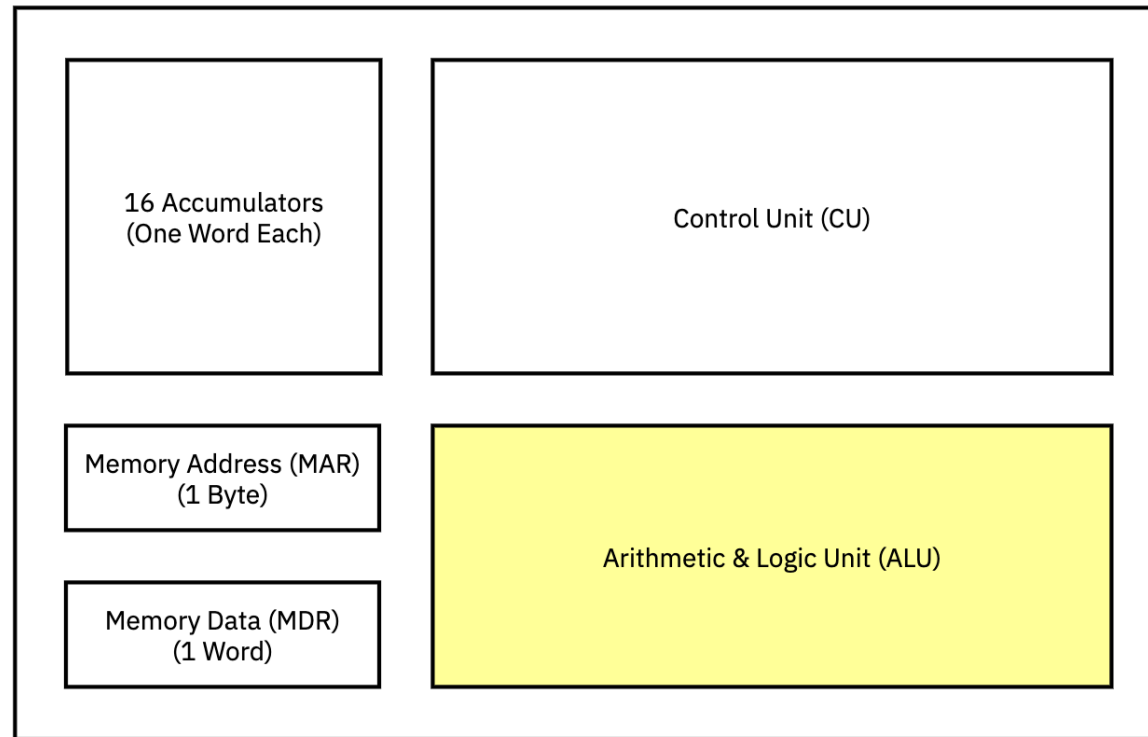 16 Accumulators
(One Word Each)
Control Unit (CU)
Memory Address (MAR)
(1 Byte)
Arithmetic & Logic Unit (ALU)
Memory Data (MDR)
(1 Word)